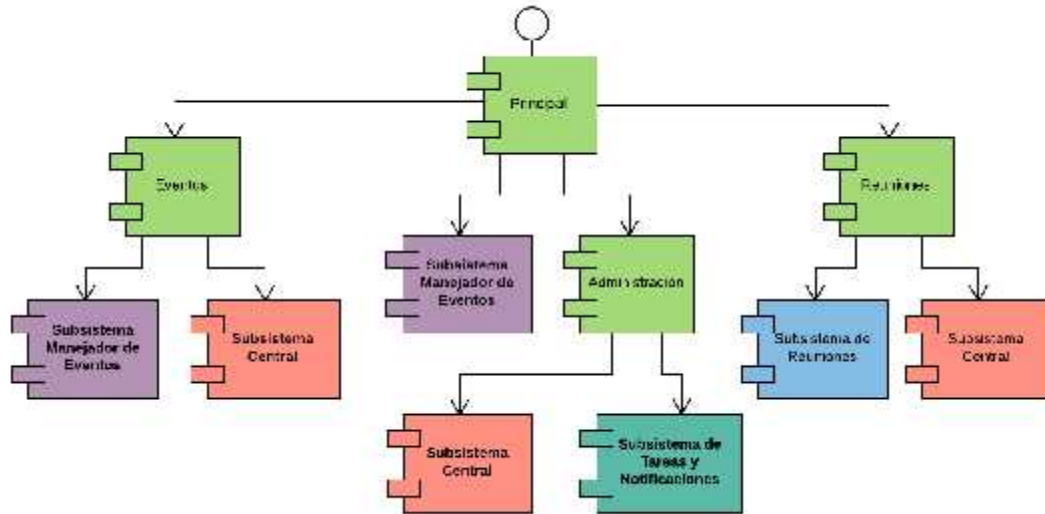 Principal
Eventos
Reuniones
Subsistema
Manejador de
Eventos
Administración
Subsistema
Manejador de
Eventos
Subsistema
Central
Subsistema de
Reuniones
Subsistema
Central
Subsistema
Central
Subsistema de
Tareas y
Notificaciones